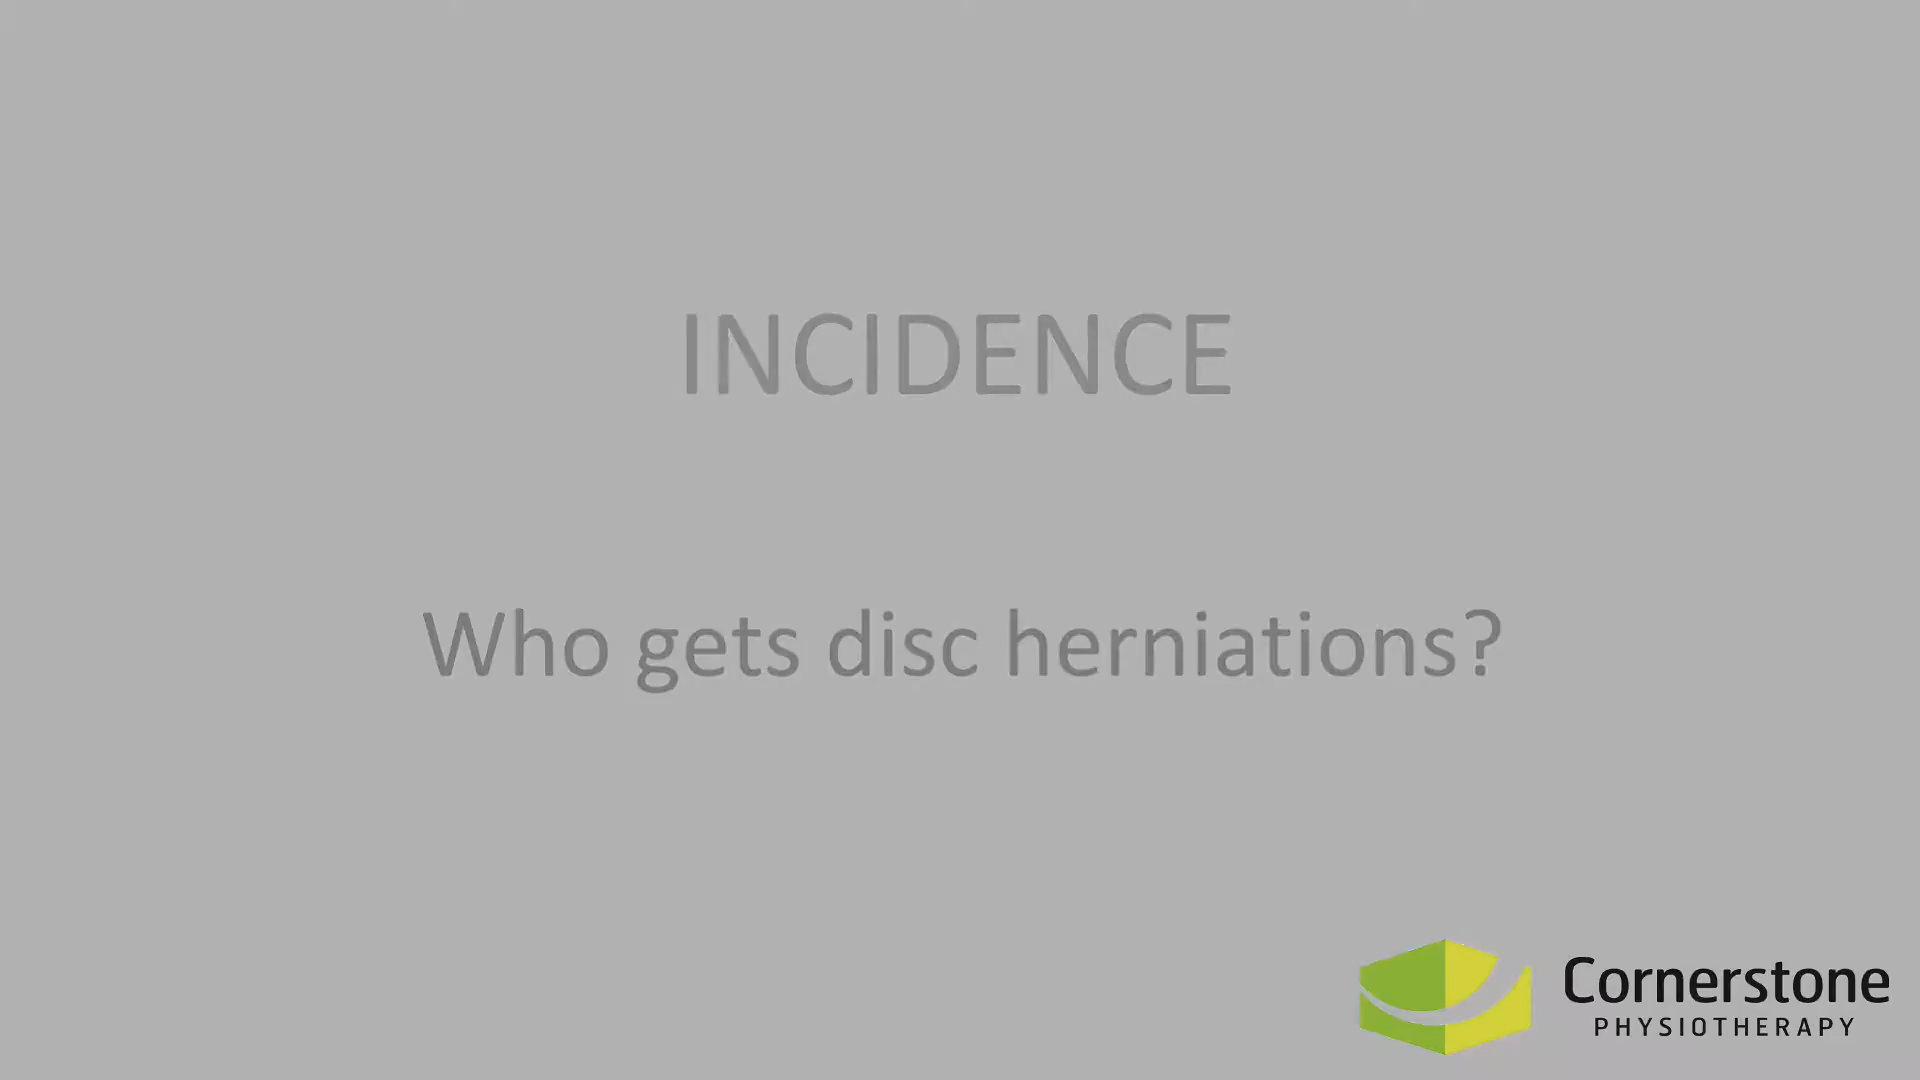 INCIDENCE
Who gets disc herniations?
Cornerstone
PHYSIOTHERAPY